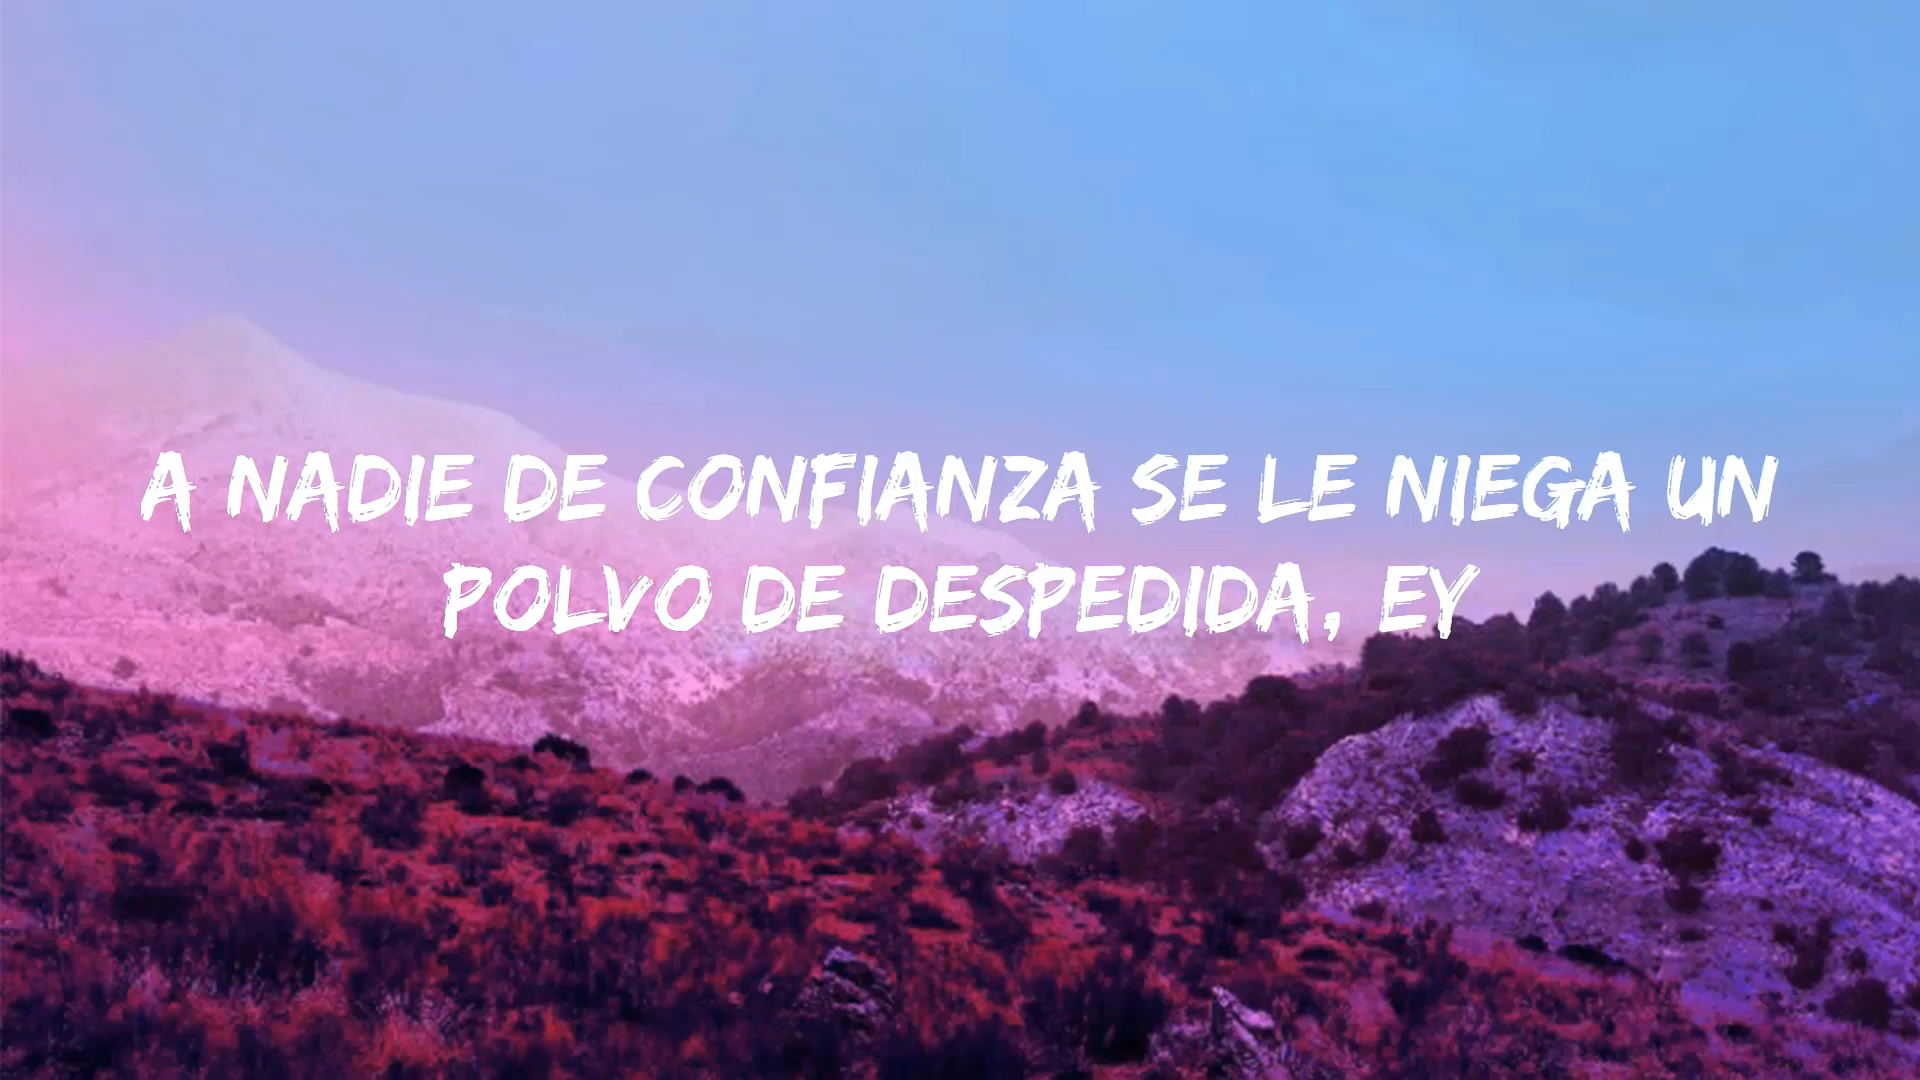 A NADIE DE CONFIANZA SE LE NIEGA UN
POLVO DE DESPEDIDA, EY